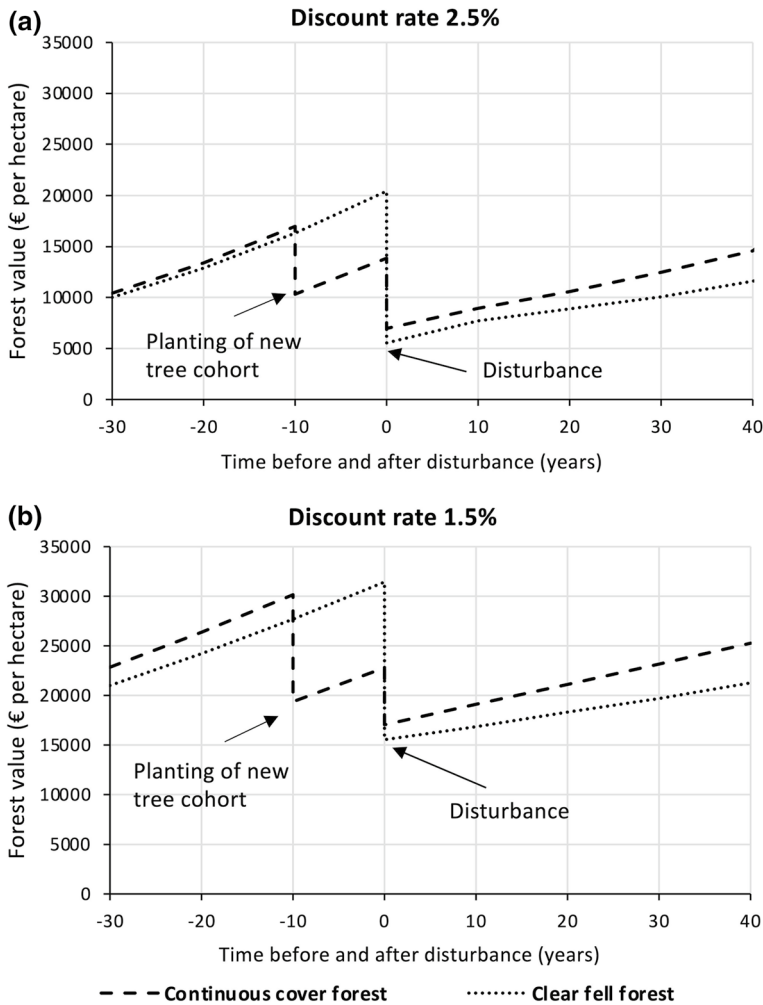 (a)
Discount rate 2.5%
35000
30000
25000
20000
15000
10000
5000
0
Forest value (€ per hectare)
Planting of new
tree cohort
Disturbance
-30 -20 -10 0 10 20 30 40
Time before and after disturbance (years)
(b)
Discount rate 1.5%
35000
30000
25000
20000
15000
10000
5000
0
Forest value (€ per hectare)
Planting of new
tree cohort
Disturbance
-30 -20 -10 0 10 20 30 40
Time before and after disturbance (years)
Continuous cover forest Clear fell forest